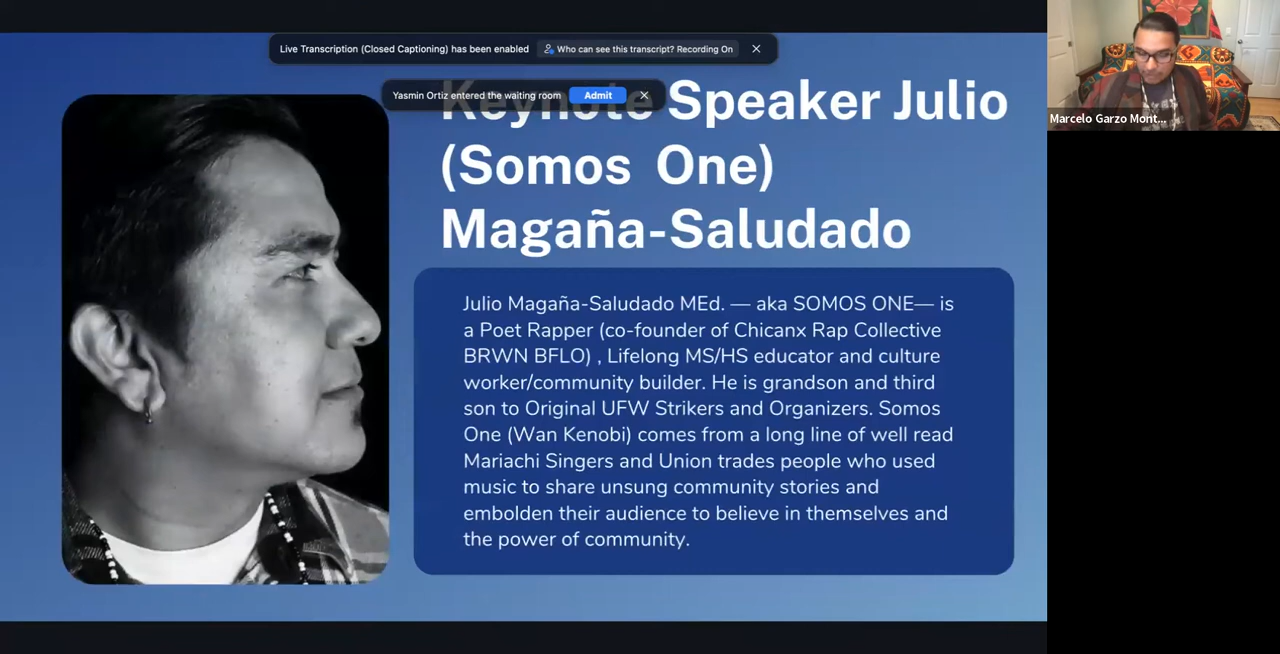 Live Transcription (Closed Captioning) has been enabled
Who can see this transcript? Recording On
Yasmin Ortiz entered the waiting room
Admit
Keynote Speaker Julio
(Somos One)
Magaña-Saludado
Julio Magaña-Saludado MEd. — aka SOMOS ONE— is
a Poet Rapper (co-founder of Chicanx Rap Collective
BRWN BFLO) , Lifelong MS/HS educator and culture
worker/community builder. He is grandson and third
son to Original UFW Strikers and Organizers. Somos
One (Wan Kenobi) comes from a long line of well read
Mariachi Singers and Union trades people who used
music to share unsung community stories and
embolden their audience to believe in themselves and
the power of community.
Marcelo Garzo Mont...